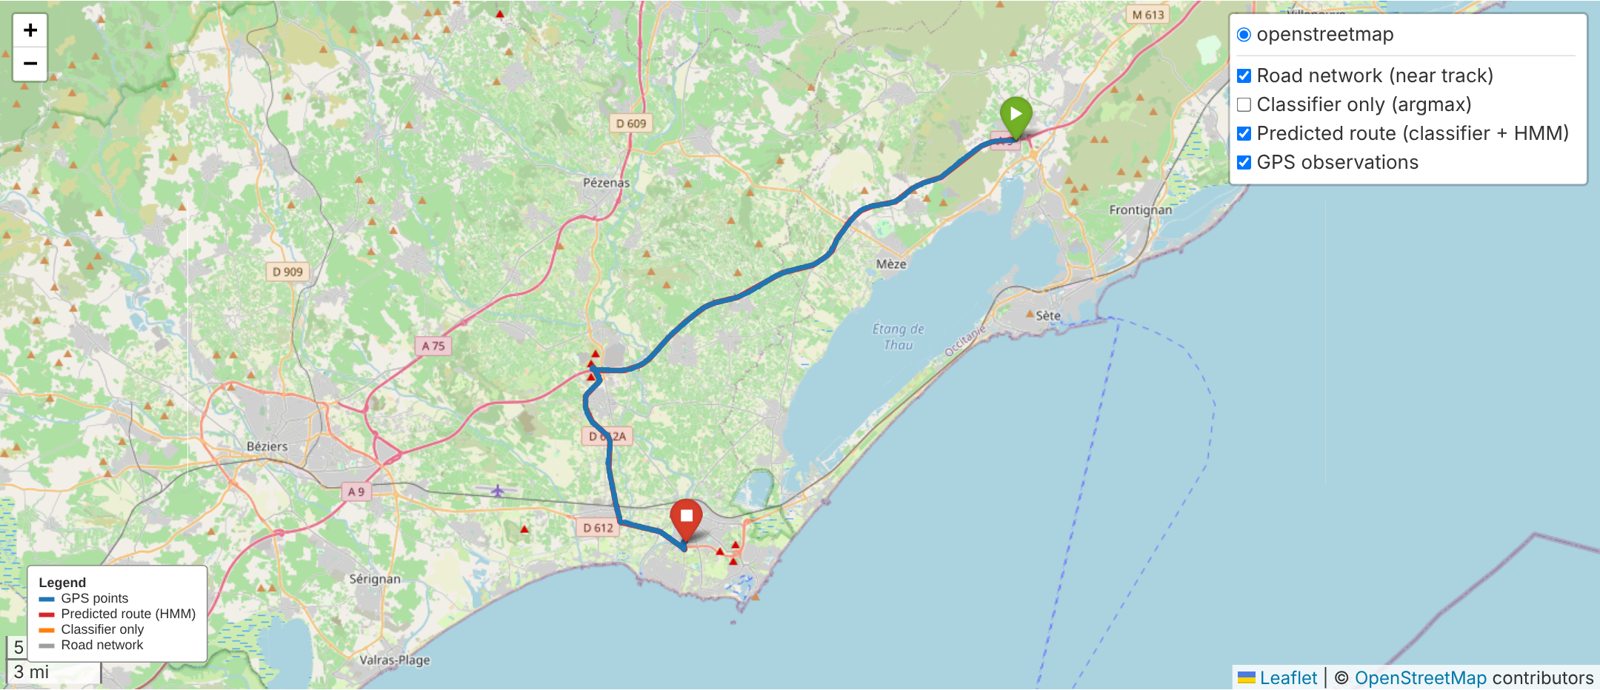 +
−
M 613
D 609
Pézenas
D 909
A 75
Béziers
A 9
D 612
Sérignan
Valras-Plage
Mèze
Étang de
Thau
Occitanie
Sète
Frontignan
openstreetmap
Road network (near track)
Classifier only (argmax)
Predicted route (classifier + HMM)
GPS observations
Legend
GPS points
Predicted route (HMM)
Classifier only
Road network
5
3 mi
Leaflet | © OpenStreetMap contributors